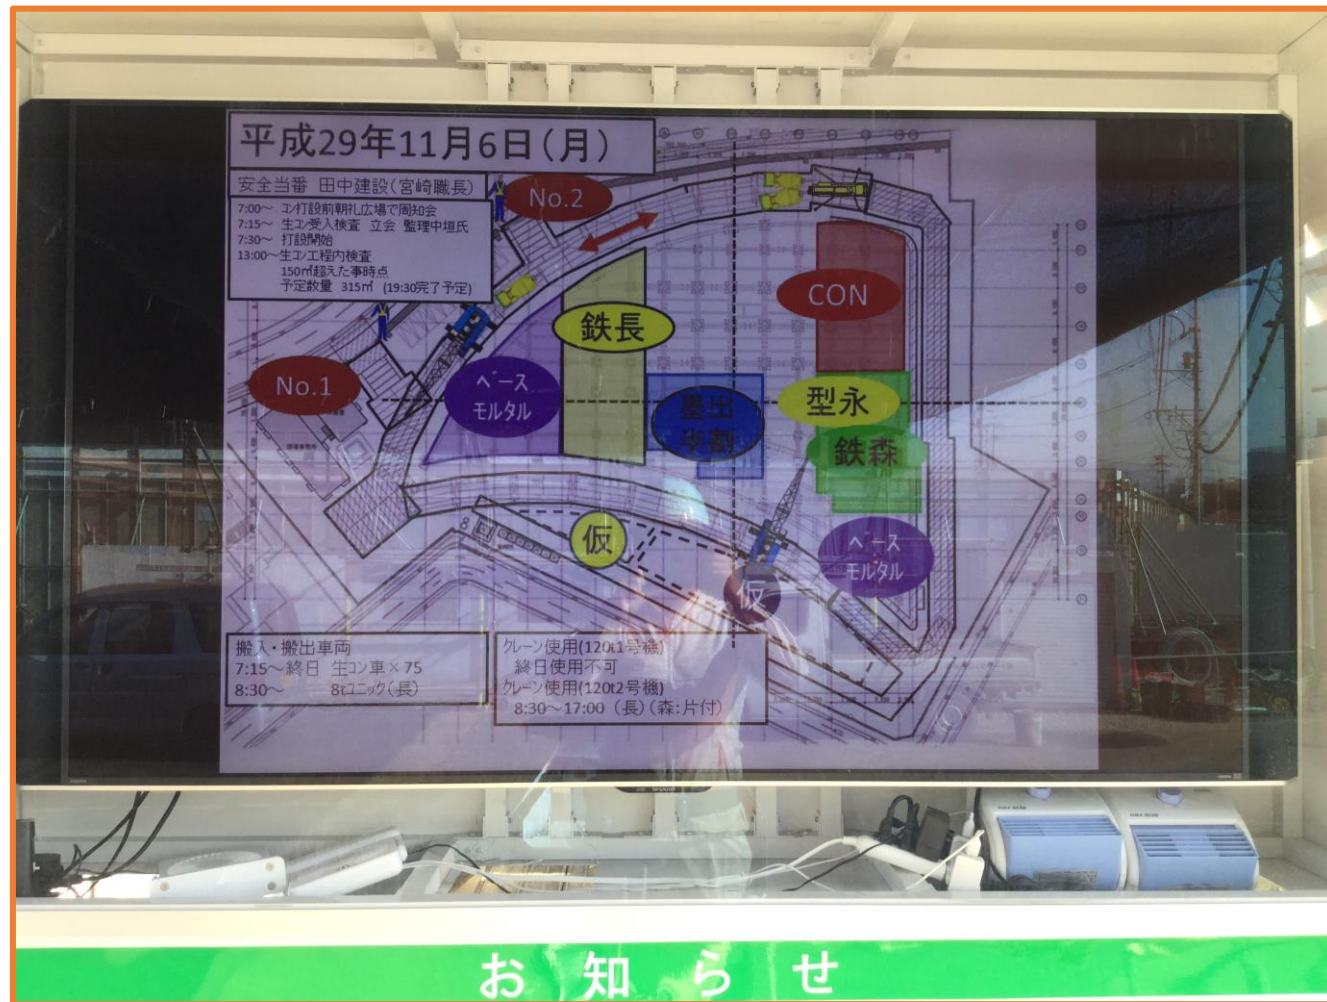 平成29年11月6日(月)
安全当番 田中建設(宮崎職長)
7:00～ コン打設前朝礼広場で周知会
7:15～ 生コン受入検査 立会 監理中垣氏
7:30～ 打設開始
13:00～生コン工程内検査
150㎥超えた事時点
予定数量 315㎥ (19:30完了予定)
No.2
CON
鉄長
No.1
ベース
モルタル
墨出
半割
型永
鉄森
仮
ベース
モルタル
仮
搬入・搬出車両
7:15～終日 生コン車×75
8:30～ 8tユニック(長)
クレーン使用(120t1号機)
終日使用不可
クレーン使用(120t2号機)
8:30～17:00 (長)(森:片付)
SHARP
お知らせ